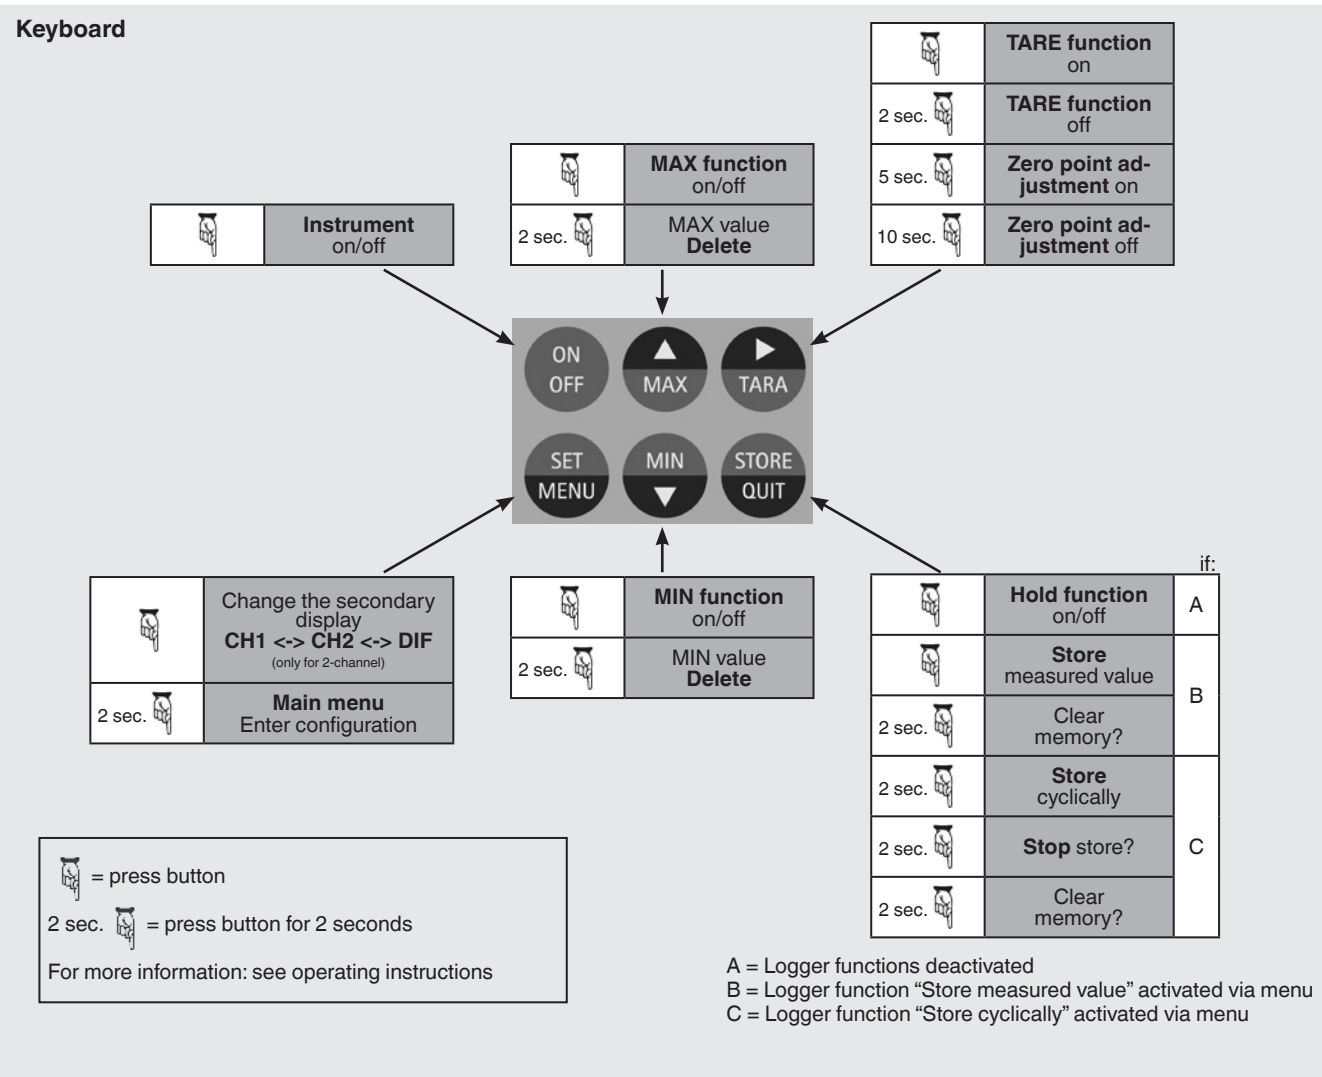 Keyboard
TARE function
on
2 sec.
TARE function
off
5 sec.
Zero point ad-
justment on
10 sec.
Zero point ad-
justment off
MAX function
on/off
2 sec.
MAX value
Delete
Instrument
on/off
ON
OFF
MAX
TARA
SET
MENU
MIN
STORE
QUIT
Change the secondary
display
CH1 <-> CH2 <-> DIF
(only for 2-channel)
2 sec.
Main menu
Enter configuration
MIN function
on/off
2 sec.
MIN value
Delete
if:
Hold function
on/off
A
Store
measured value
B
2 sec.
Clear
memory?
2 sec.
Store
cyclically
2 sec.
Stop store?
C
2 sec.
Clear
memory?
= press button
2 sec. = press button for 2 seconds
For more information: see operating instructions
A = Logger functions deactivated
B = Logger function “Store measured value” activated via menu
C = Logger function “Store cyclically” activated via menu